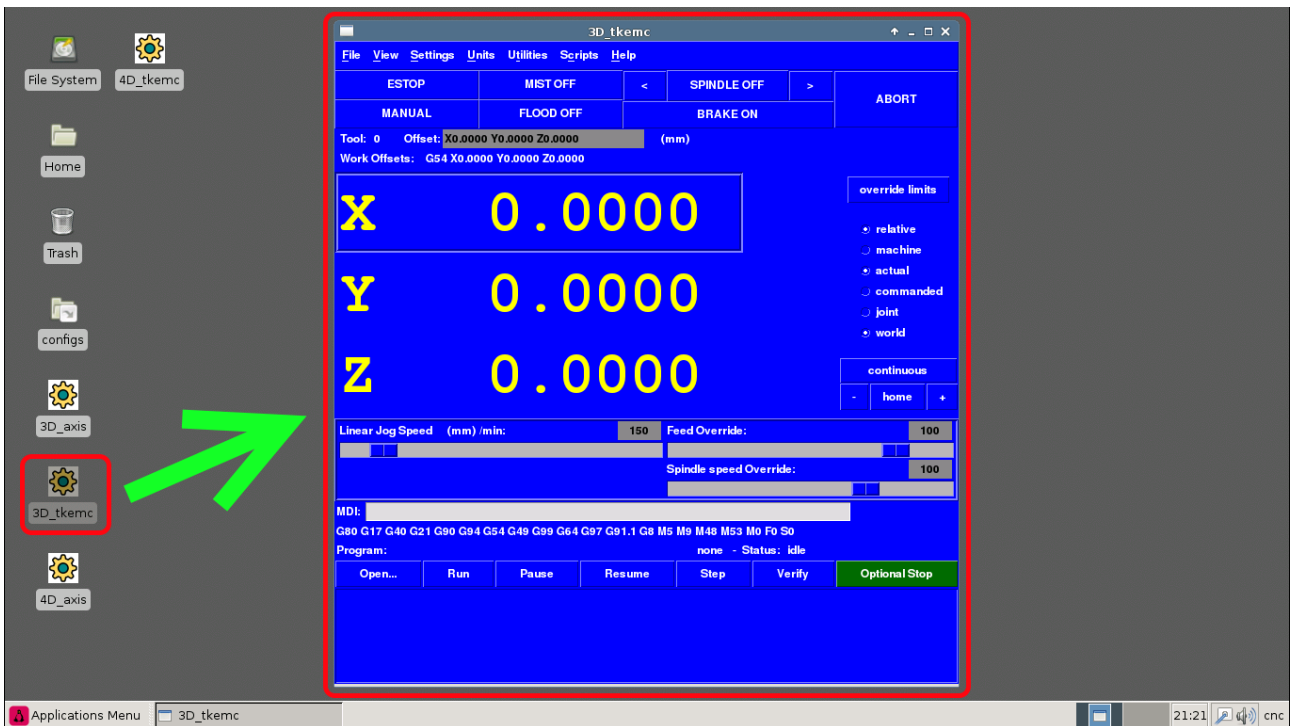 File System
4D_tkemc
Home
Trash
configs
3D_axis
3D_tkemc
4D_axis
3D_tkemc
File View Settings Units Utilities Scripts Help
ESTOP MIST OFF < SPINDLE OFF > ABORT
MANUAL FLOOD OFF BRAKE ON
Tool: 0 Offset: X0.0000 Y0.0000 Z0.0000 (mm)
Work Offsets: G54 X0.0000 Y0.0000 Z0.0000
X 0.0000
Y 0.0000
Z 0.0000
override limits
relative
machine
actual
commanded
joint
world
continuous
- home +
Linear Jog Speed (mm) /min: 150 Feed Override: 100
Spindle speed Override: 100
MDI:
G80 G17 G40 G21 G90 G94 G54 G49 G99 G64 G97 G91.1 G8 M5 M9 M48 M53 M0 F0 S0
Program: none - Status: idle
Open... Run Pause Resume Step Verify Optional Stop
Applications Menu 3D_tkemc 21:21 cnc